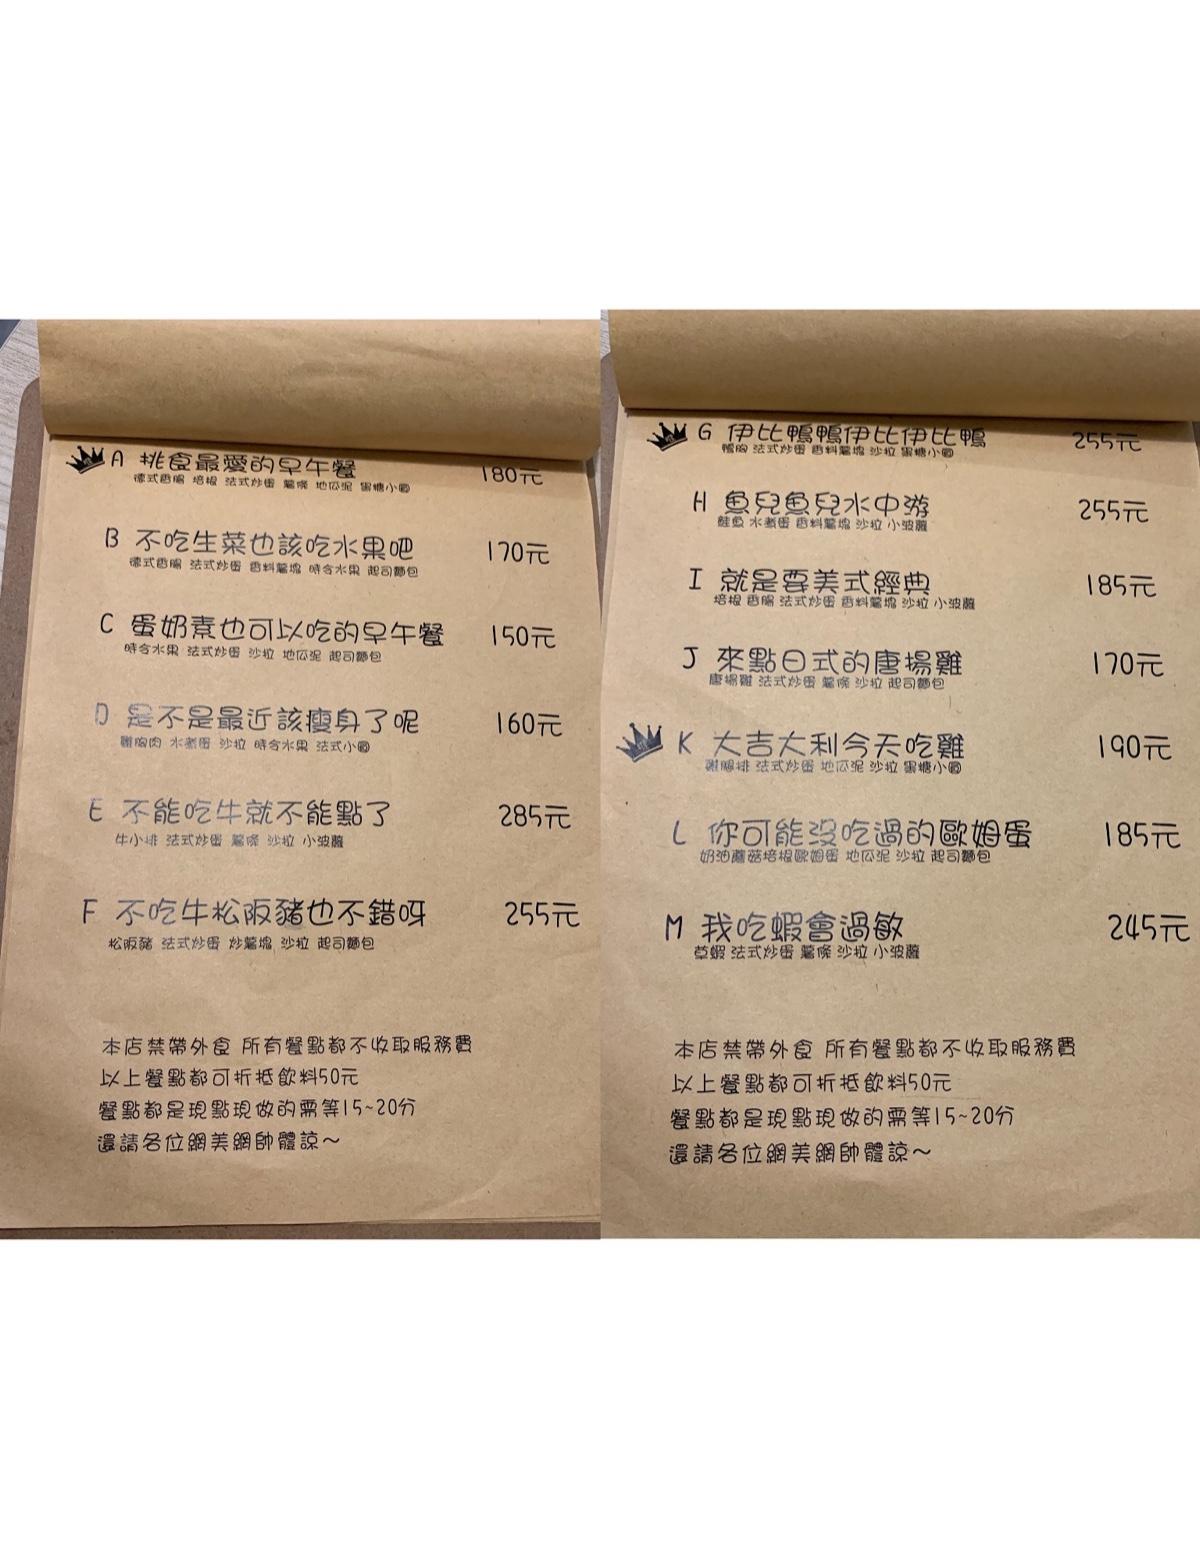 A 挑食最愛的早午餐 180元
德式香腸 培根 法式炒蛋 薯條 地瓜泥 蜜糖小圓
B 不吃生菜也該吃水果吧 170元
德式香腸 法式炒蛋 香料薯塊 時令水果 起司麵包
C 蛋奶素也可以吃的早午餐 150元
時令水果 法式炒蛋 沙拉 地瓜泥 起司麵包
D 是不是最近該瘦身了呢 160元
雞胸肉 水煮蛋 沙拉 時令水果 法式小圓
E 不能吃牛就不能點了 285元
牛小排 法式炒蛋 薯條 沙拉 小波蘿
F 不吃牛松阪豬也不錯呀 255元
松阪豬 法式炒蛋 炒薯塊 沙拉 起司麵包
本店禁帶外食 所有餐點都不收取服務費
以上餐點都可折抵飲料50元
餐點都是現點現做的需等15~20分
還請各位網美網帥體諒~
G 伊比鴨鴨伊比伊比鴨 255元
鴨胸 法式炒蛋 香料薯塊 沙拉 蜜糖小圓
H 魚兒魚兒水中游 255元
鮭魚 水煮蛋 香料薯塊 沙拉 小波蘿
I 就是要美式經典 185元
培根 香腸 法式炒蛋 香料薯塊 沙拉 小波蘿
J 來點日式的唐揚雞 170元
唐揚雞 法式炒蛋 薯條 沙拉 起司麵包
K 大吉大利今天吃雞 190元
雞腿排 法式炒蛋 地瓜泥 沙拉 蜜糖小圓
L 你可能沒吃過的歐姆蛋 185元
奶油蘑菇培根歐姆蛋 地瓜泥 沙拉 起司麵包
M 我吃蝦會過敏 245元
草蝦 法式炒蛋 薯條 沙拉 小波蘿
本店禁帶外食 所有餐點都不收取服務費
以上餐點都可折抵飲料50元
餐點都是現點現做的需等15~20分
還請各位網美網帥體諒~